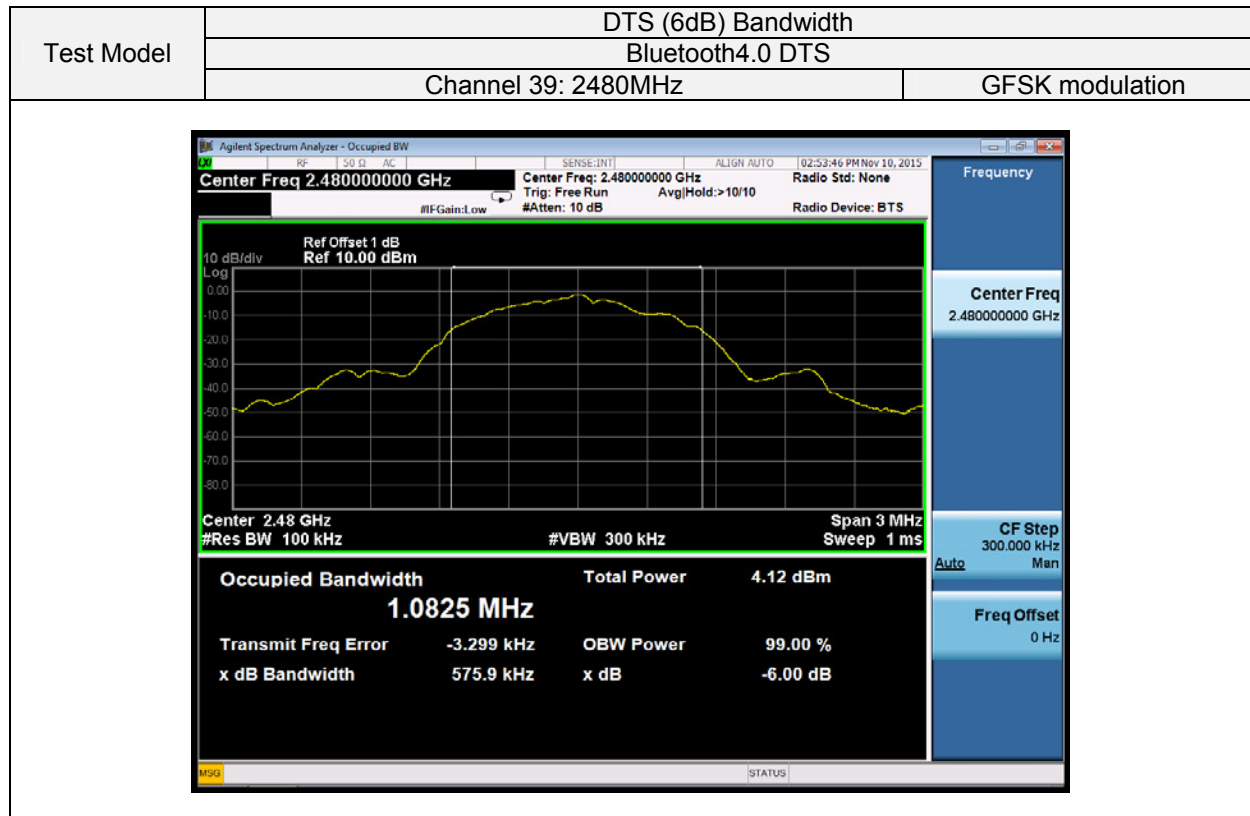 Test Model
DTS (6dB) Bandwidth
Bluetooth4.0 DTS
Channel 39: 2480MHz
GFSK modulation
Agilent Spectrum Analyzer - Occupied BW
LXI RF 50 Ω AC SENSE:INT ALIGN AUTO 02:53:46 PM Nov 10, 2015
Center Freq 2.480000000 GHz
Center Freq: 2.480000000 GHz
Radio Std: None
Trig: Free Run Avg|Hold:>10/10
#IFGain:Low
#Atten: 10 dB
Radio Device: BTS
Frequency
Ref Offset 1 dB
10 dB/div Ref 10.00 dBm
Log
0.00
-10.0
-20.0
-30.0
-40.0
-50.0
-60.0
-70.0
-80.0
Center 2.48 GHz
Span 3 MHz
#Res BW 100 kHz
#VBW 300 kHz
Sweep 1 ms
Occupied Bandwidth
1.0825 MHz
Total Power 4.12 dBm
Transmit Freq Error -3.299 kHz
OBW Power 99.00 %
x dB Bandwidth 575.9 kHz
x dB -6.00 dB
Center Freq
2.480000000 GHz
CF Step
300.000 kHz
Auto Man
Freq Offset
0 Hz
MSG
STATUS